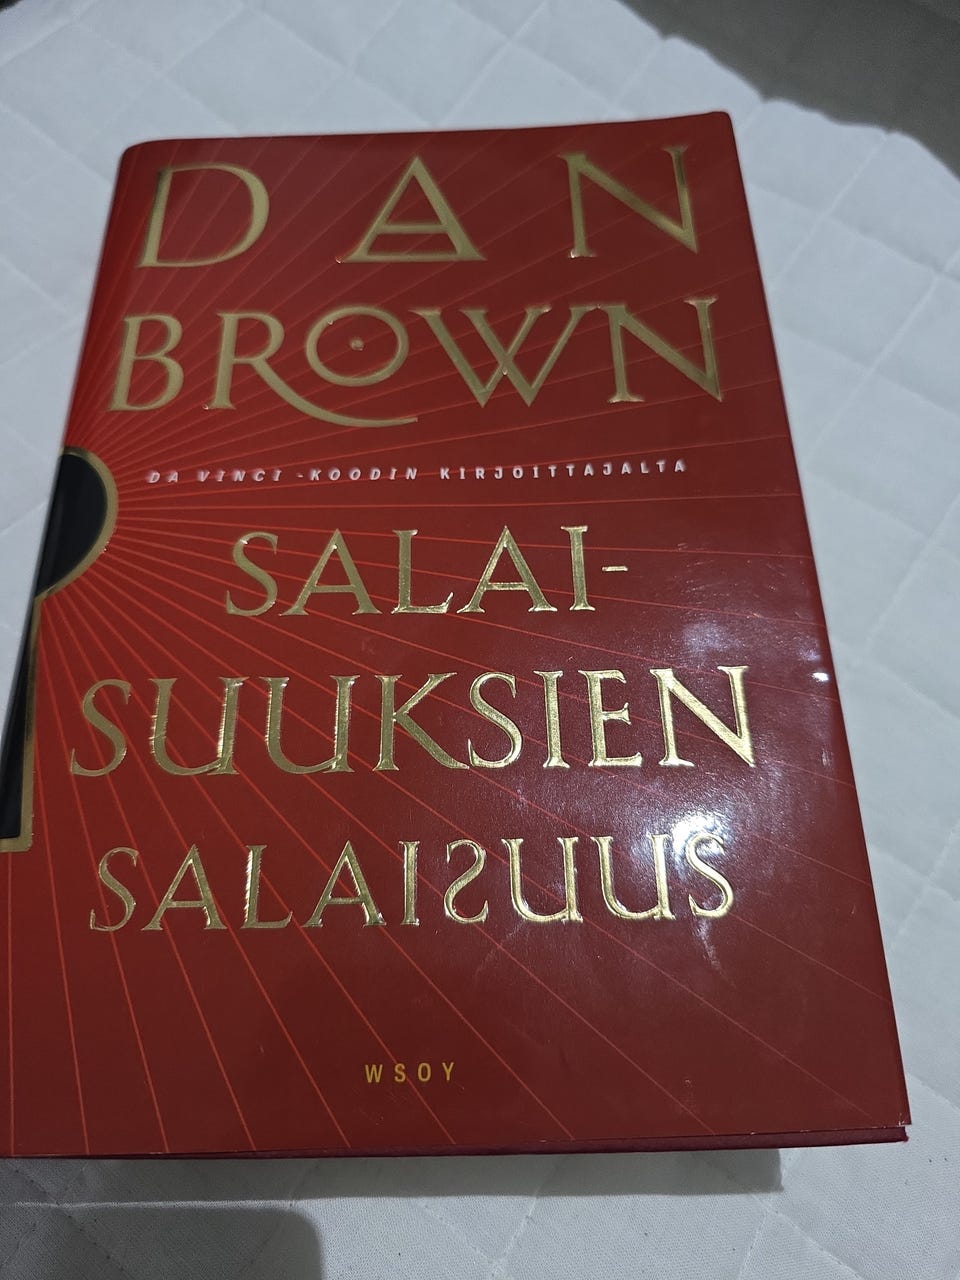 DAN
BROWN
DA VINCI -KOODIN KIRJOITTAJALTA
SALAI-
SUUKSIEN
SALAISUUS
WSOY